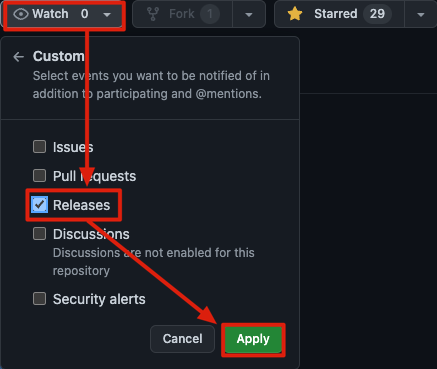 Watch 0 Fork 1 Starred 29
Custom
Select events you want to be notified of in
addition to participating and @mentions.
Issues
Pull requests
Releases
Discussions
Discussions are not enabled for this
repository
Security alerts
Cancel Apply